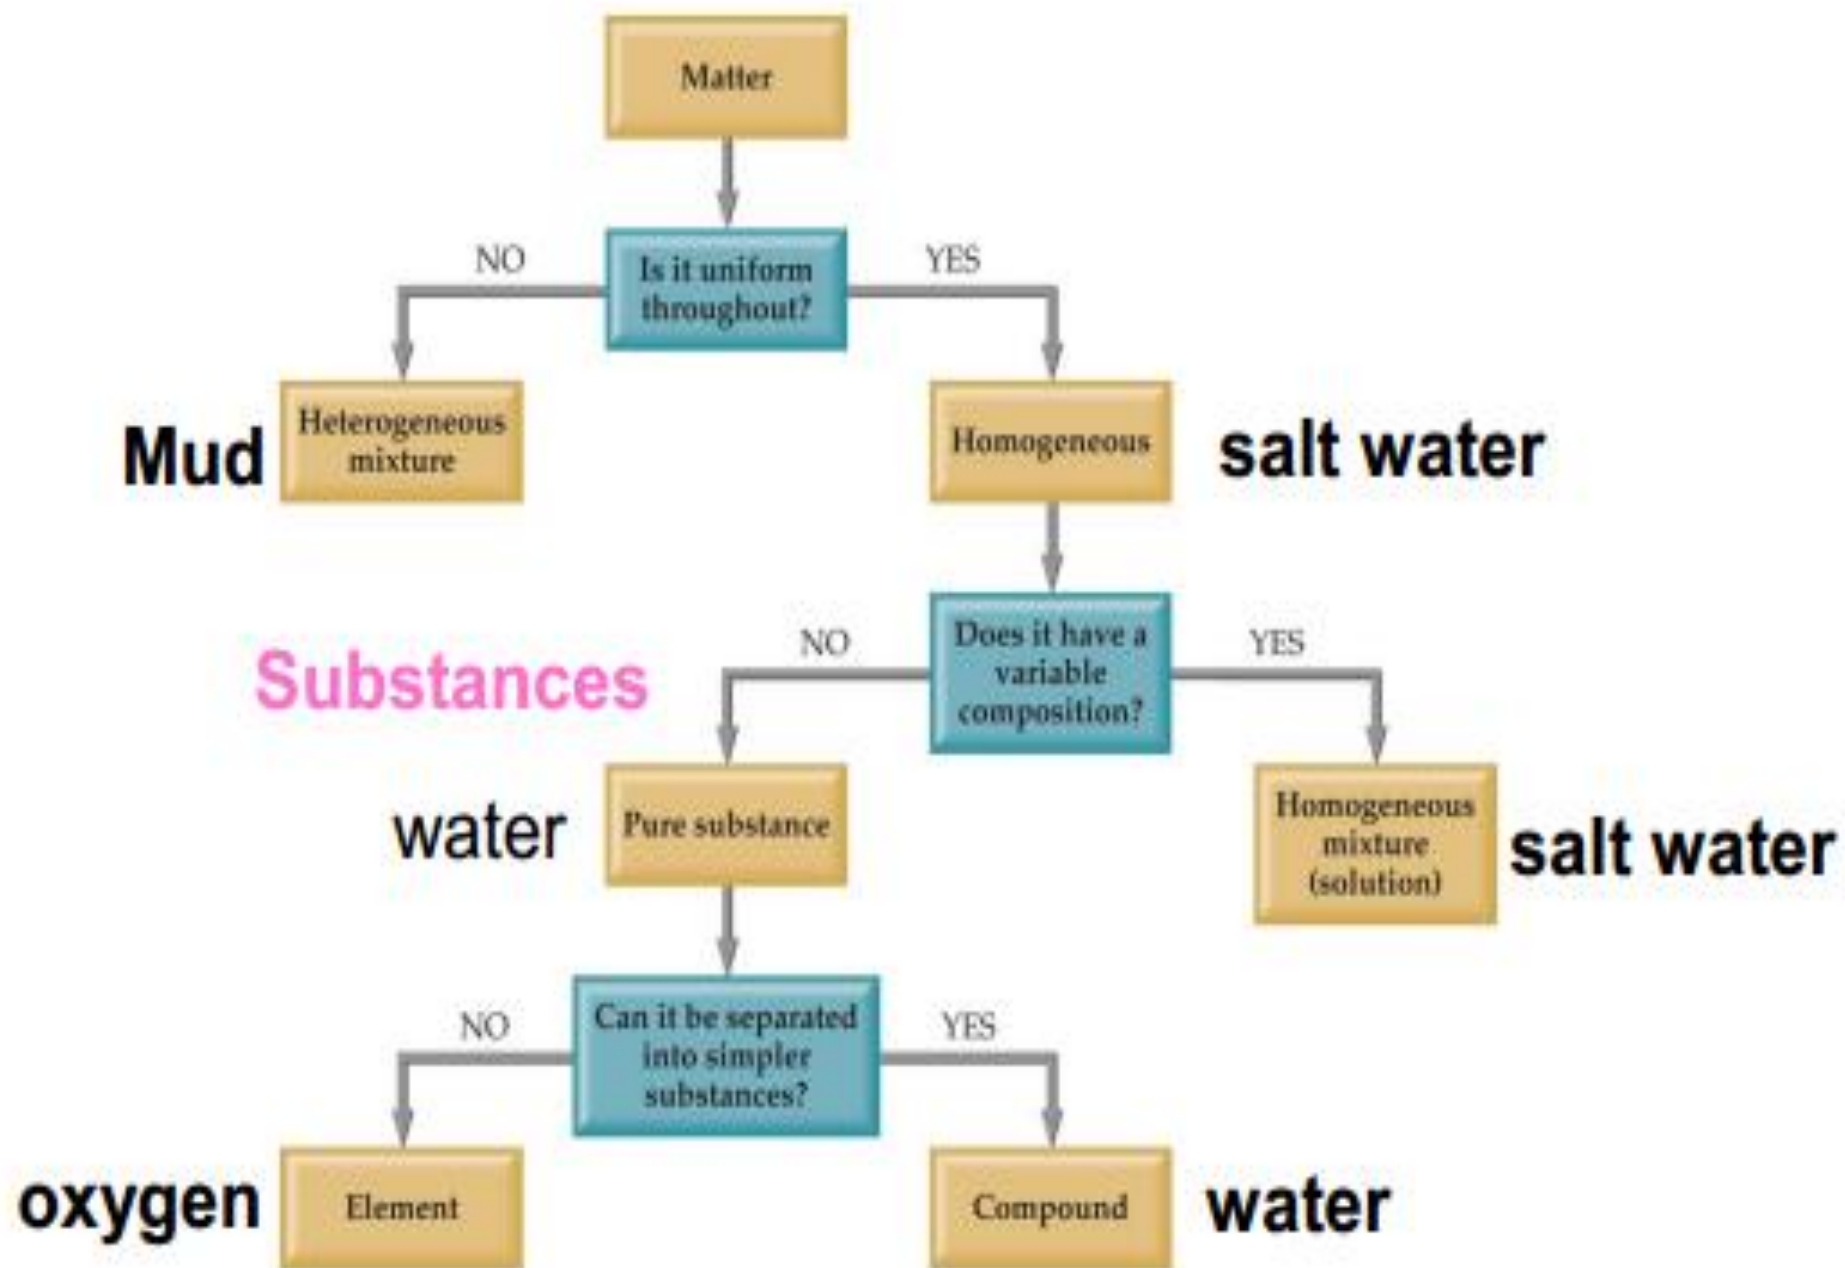 Matter
NO
Is it uniform
throughout?
YES
Mud
Heterogeneous
mixture
Homogeneous
salt water
Substances
NO
Does it have a
variable
composition?
YES
water
Pure substance
Homogeneous
mixture
(solution)
salt water
NO
Can it be separated
into simpler
substances?
YES
oxygen
Element
Compound
water